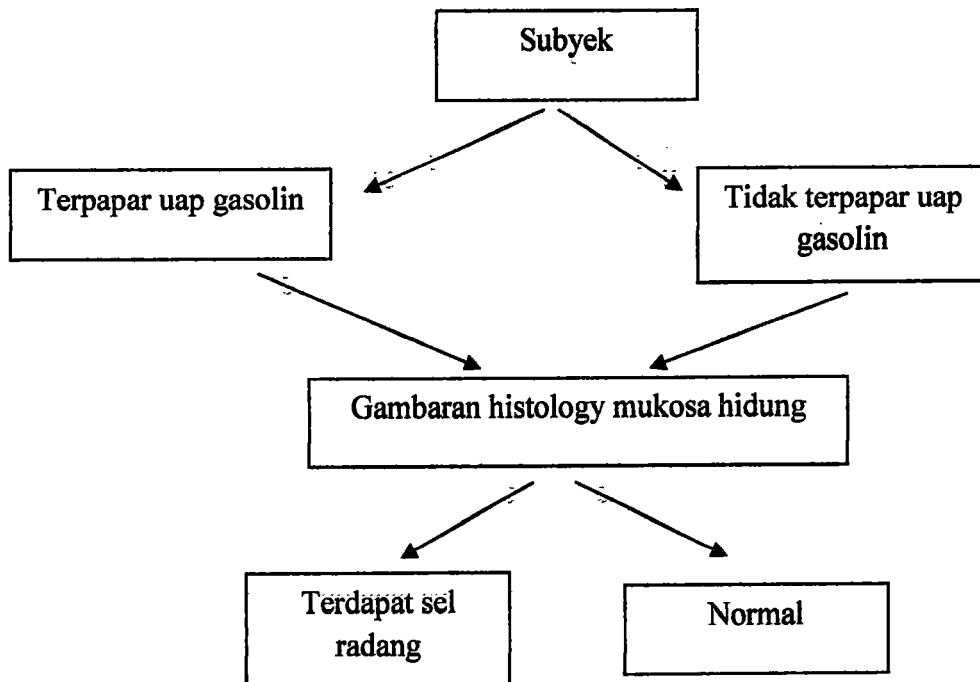 Subyek
Terpapar uap gasolin
Tidak terpapar uap
gasolin
Gambaran histology mukosa hidung
Terdapat sel
radang
Normal